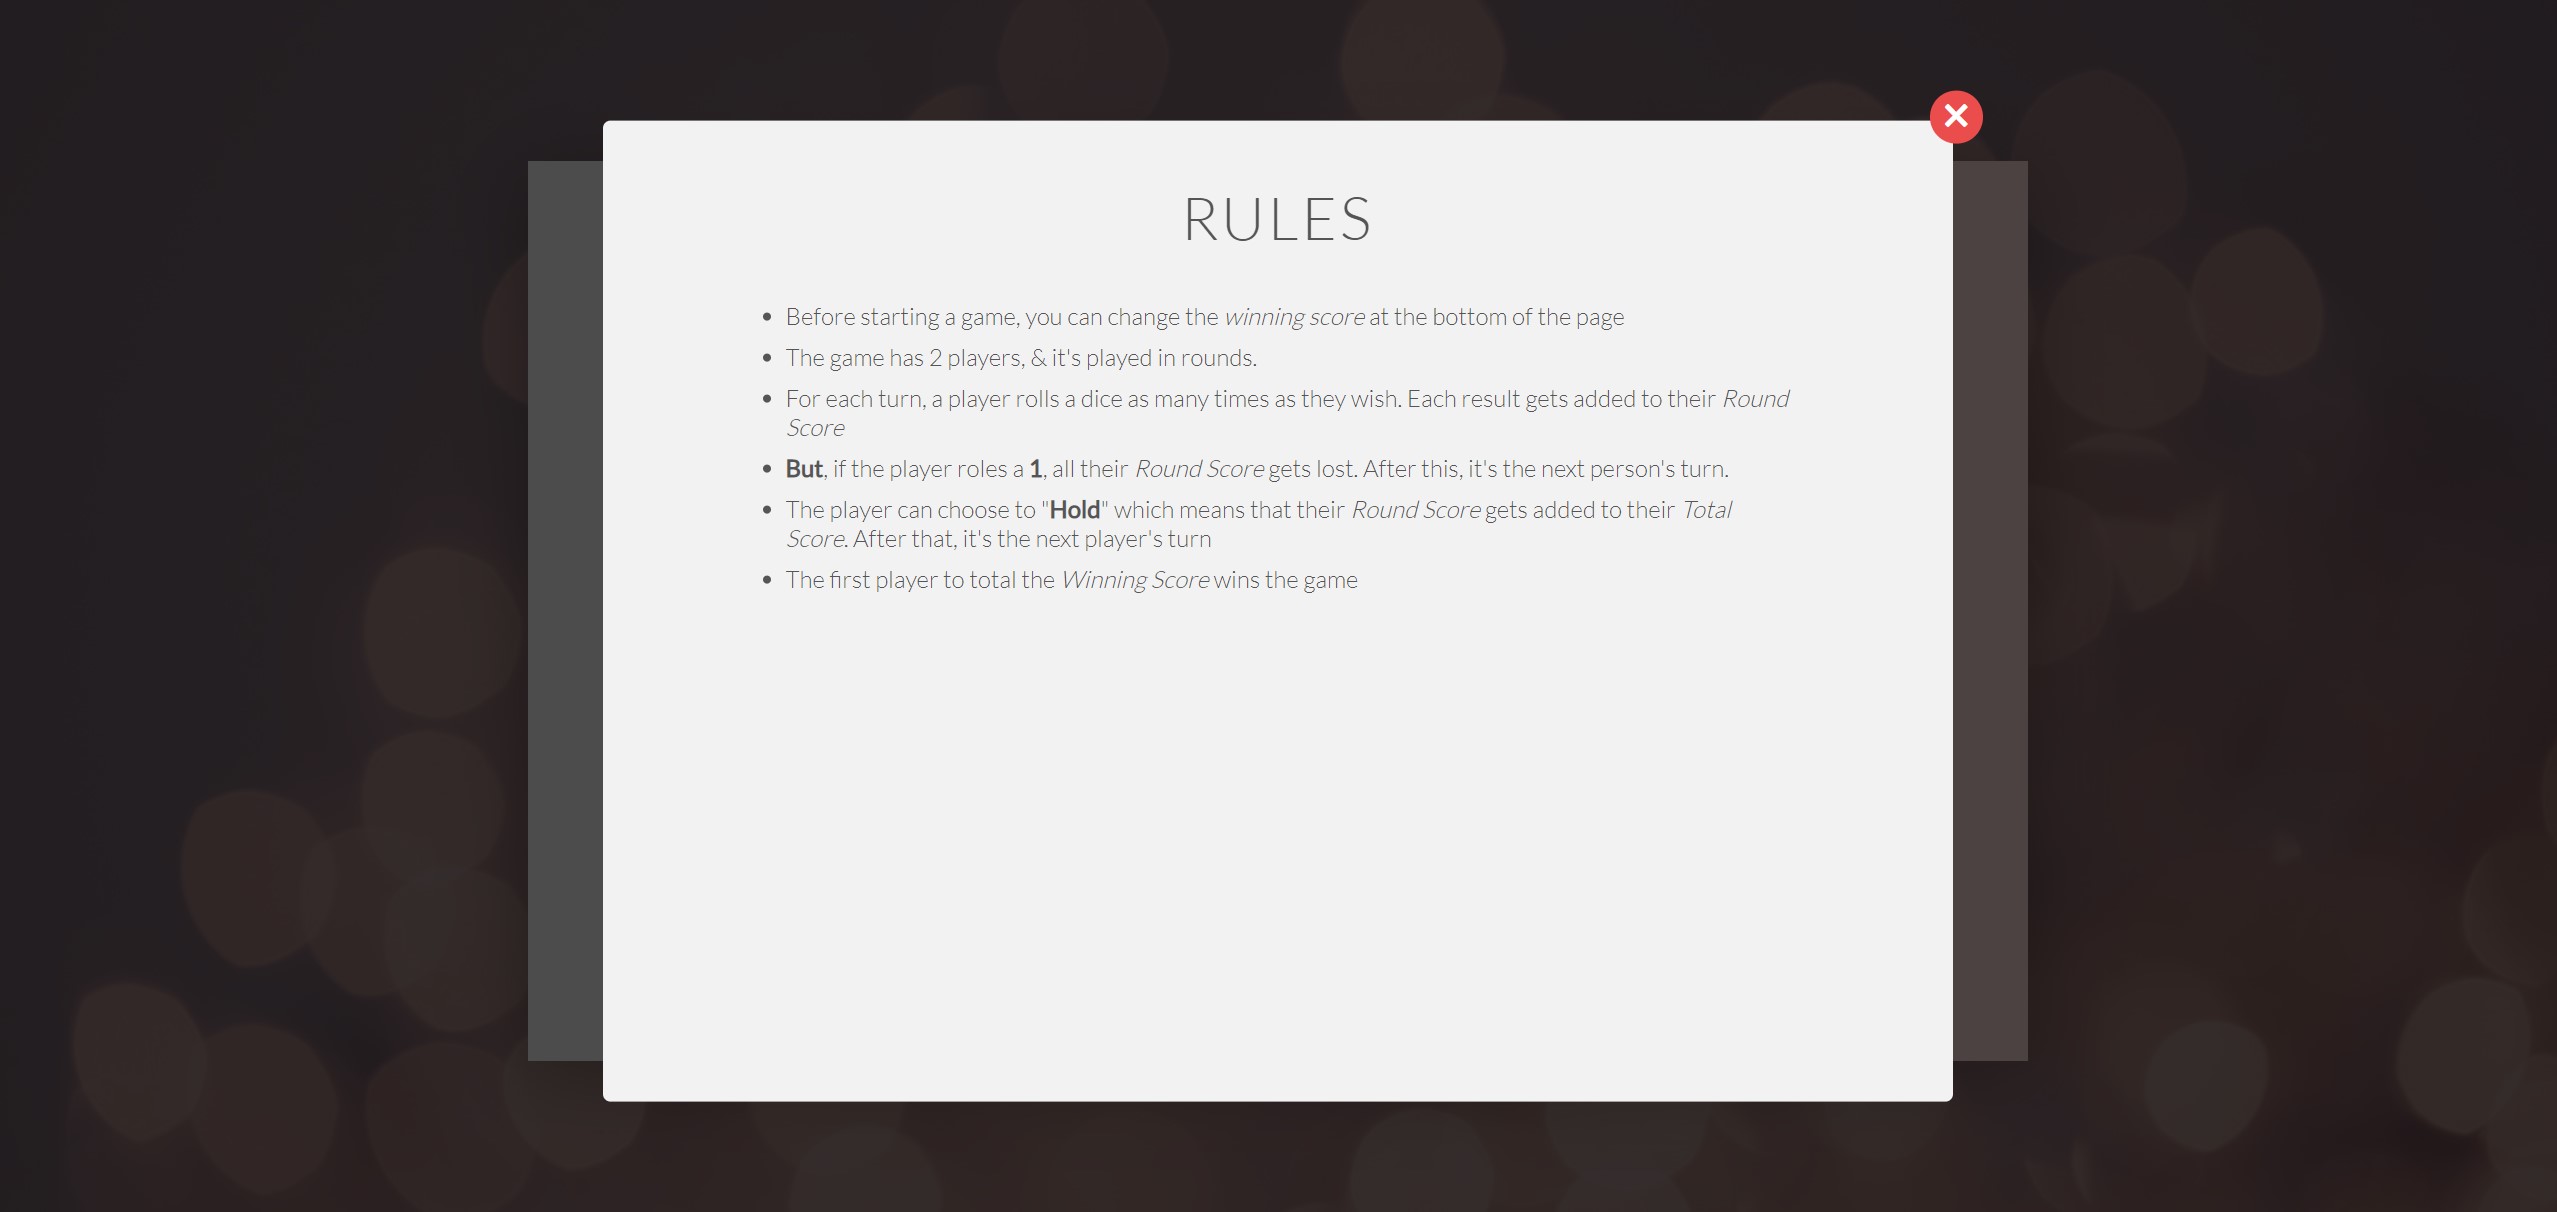 RULES
Before starting a game, you can change the winning score at the bottom of the page
The game has 2 players, & it's played in rounds.
For each turn, a player rolls a dice as many times as they wish. Each result gets added to their Round
Score
But, if the player roles a 1, all their Round Score gets lost. After this, it's the next person's turn.
The player can choose to "Hold" which means that their Round Score gets added to their Total
Score. After that, it's the next player's turn
The first player to total the Winning Score wins the game